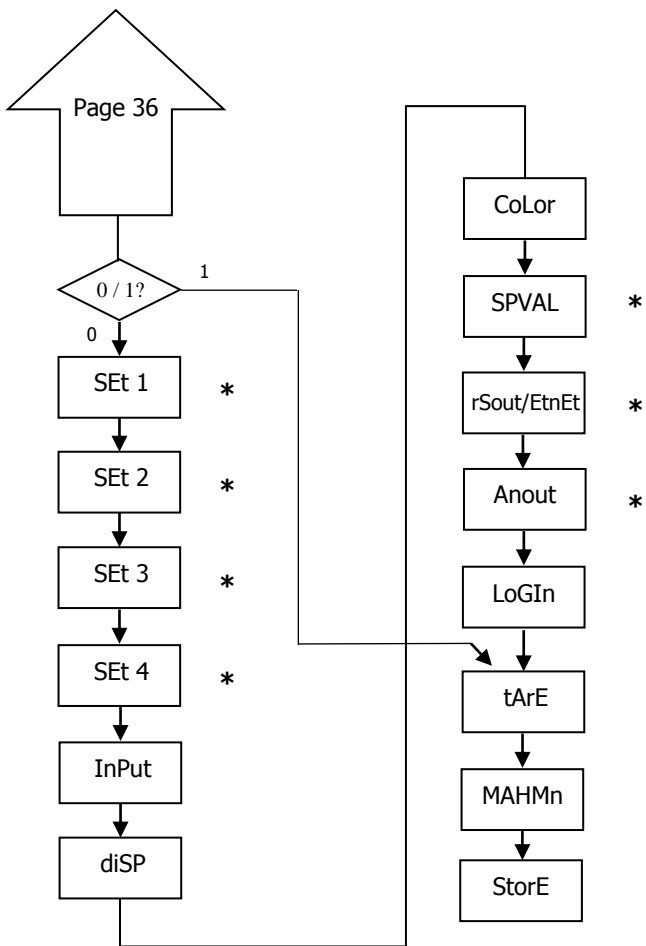 Page 36
0 / 1?
1
0
SEt 1
*
SEt 2
*
SEt 3
*
SEt 4
*
InPut
diSP
CoLor
SPVAL
*
rSout/EtnEt
*
Anout
*
LoGIn
tArE
MAHMn
StorE